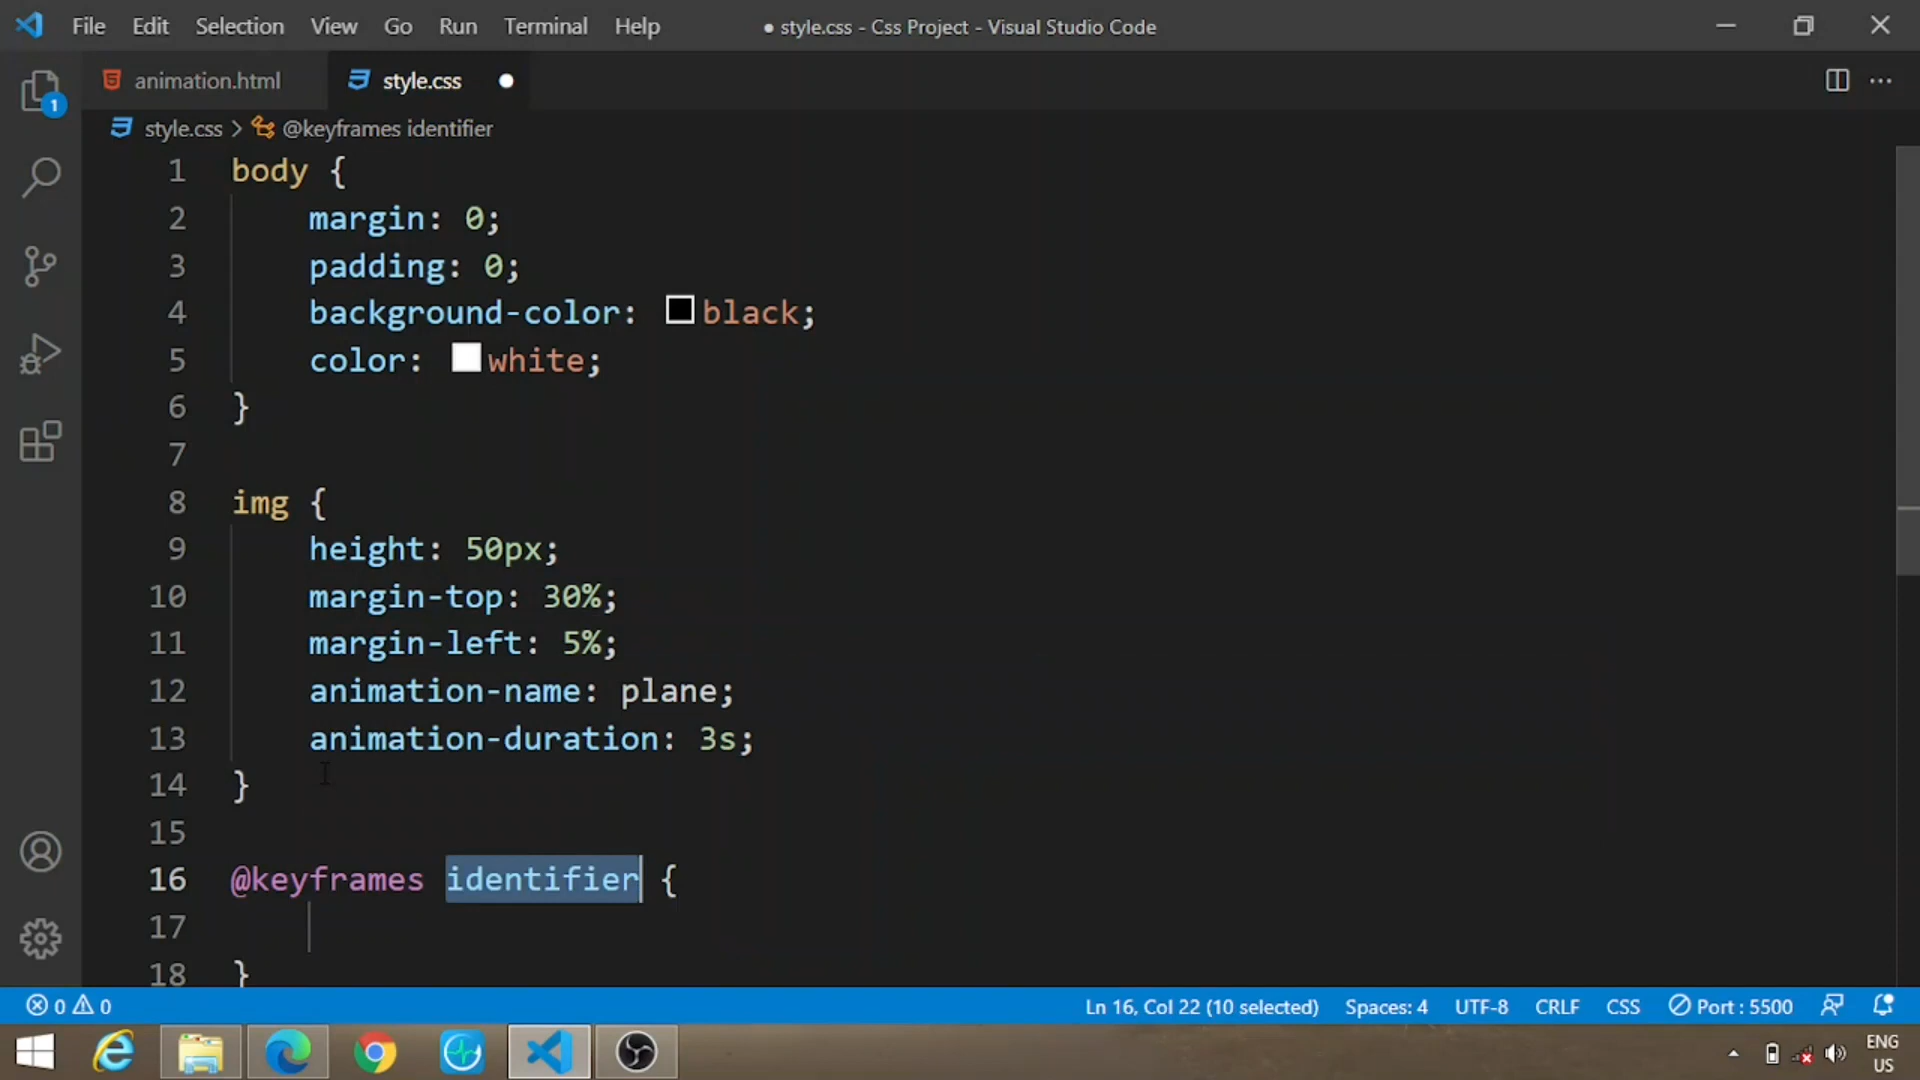 File Edit Selection View Go Run Terminal Help ● style.css - Css Project - Visual Studio Code
animation.html style.css
1
style.css > @keyframes identifier
1 body {
2 margin: 0;
3 padding: 0;
4 background-color: black;
5 color: white;
6 }
7
8 img {
9 height: 50px;
10 margin-top: 30%;
11 margin-left: 5%;
12 animation-name: plane;
13 animation-duration: 3s;
14 }
15
16 @keyframes identifier {
17
18 }
0 0 Ln 16, Col 22 (10 selected) Spaces: 4 UTF-8 CRLF CSS Port : 5500
ENG
US